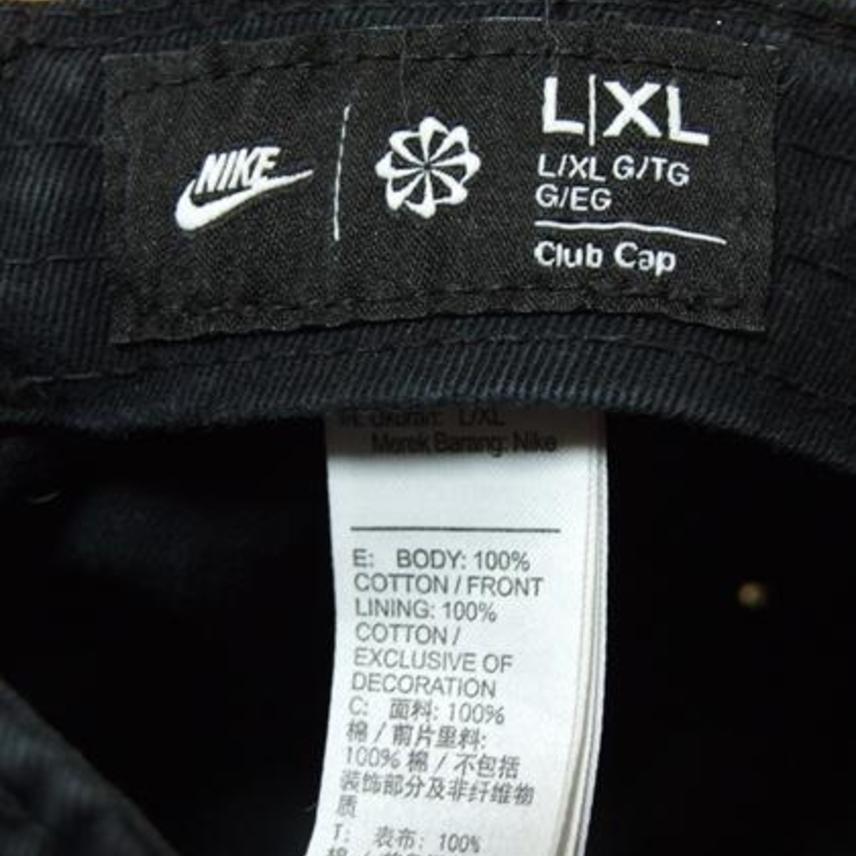 NIKE
L|XL
L/XL G/TG
G/EG
Club Cap
L/XL
Merek Barang: Nike
E: BODY: 100%
COTTON / FRONT
LINING: 100%
COTTON /
EXCLUSIVE OF
DECORATION
C: 面料: 100%
棉 / 前片里料:
100% 棉 / 不包括
装饰部分及非纤维物
质
T: 表布: 100%